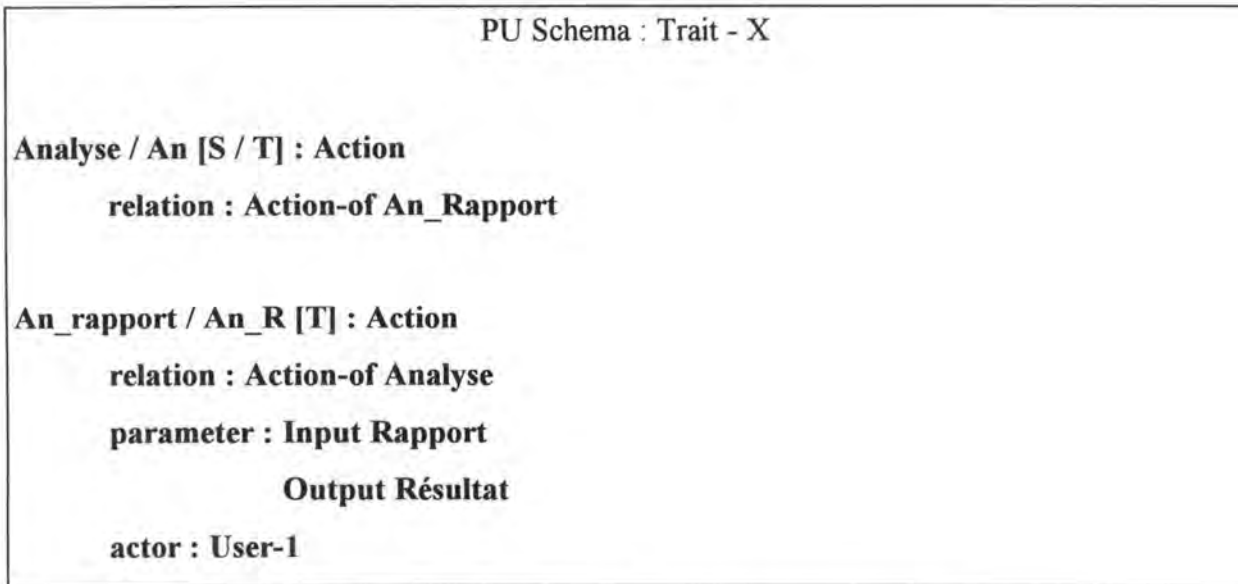 PU Schema : Trait - X
Analyse / An [S / T] : Action
relation : Action-of An_Rapport
An_rapport / An_R [T] : Action
relation : Action-of Analyse
parameter : Input Rapport
Output Résultat
actor : User-1